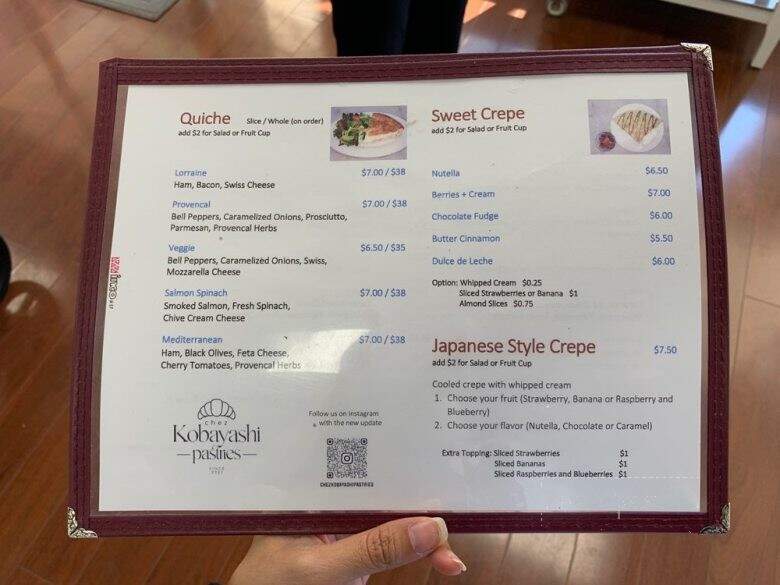 Quiche Slice / Whole (on order)
add $2 for Salad or Fruit Cup
Lorraine $7.00 / $38
Ham, Bacon, Swiss Cheese
Provencal $7.00 / $38
Bell Peppers, Caramelized Onions, Prosciutto,
Parmesan, Provencal Herbs
Veggie $6.50 / $35
Bell Peppers, Caramelized Onions, Swiss,
Mozzarella Cheese
Salmon Spinach $7.00 / $38
Smoked Salmon, Fresh Spinach,
Chive Cream Cheese
Mediterranean $7.00 / $38
Ham, Black Olives, Feta Cheese,
Cherry Tomatoes, Provencal Herbs
chez
Kobayashi
pastries
SINCE
Follow us on Instagram
with the new update
CHEZKOBAYASHIPASTRIES
Sweet Crepe
add $2 for Salad or Fruit Cup
Nutella $6.50
Berries + Cream $7.00
Chocolate Fudge $6.00
Butter Cinnamon $5.50
Dulce de Leche $6.00
Option: Whipped Cream $0.25
Sliced Strawberries or Banana $1
Almond Slices $0.75
Japanese Style Crepe $7.50
add $2 for Salad or Fruit Cup
Cooled crepe with whipped cream
1. Choose your fruit (Strawberry, Banana or Raspberry and
Blueberry)
2. Choose your flavor (Nutella, Chocolate or Caramel)
Extra Topping: Sliced Strawberries $1
Sliced Bananas $1
Sliced Raspberries and Blueberries $1